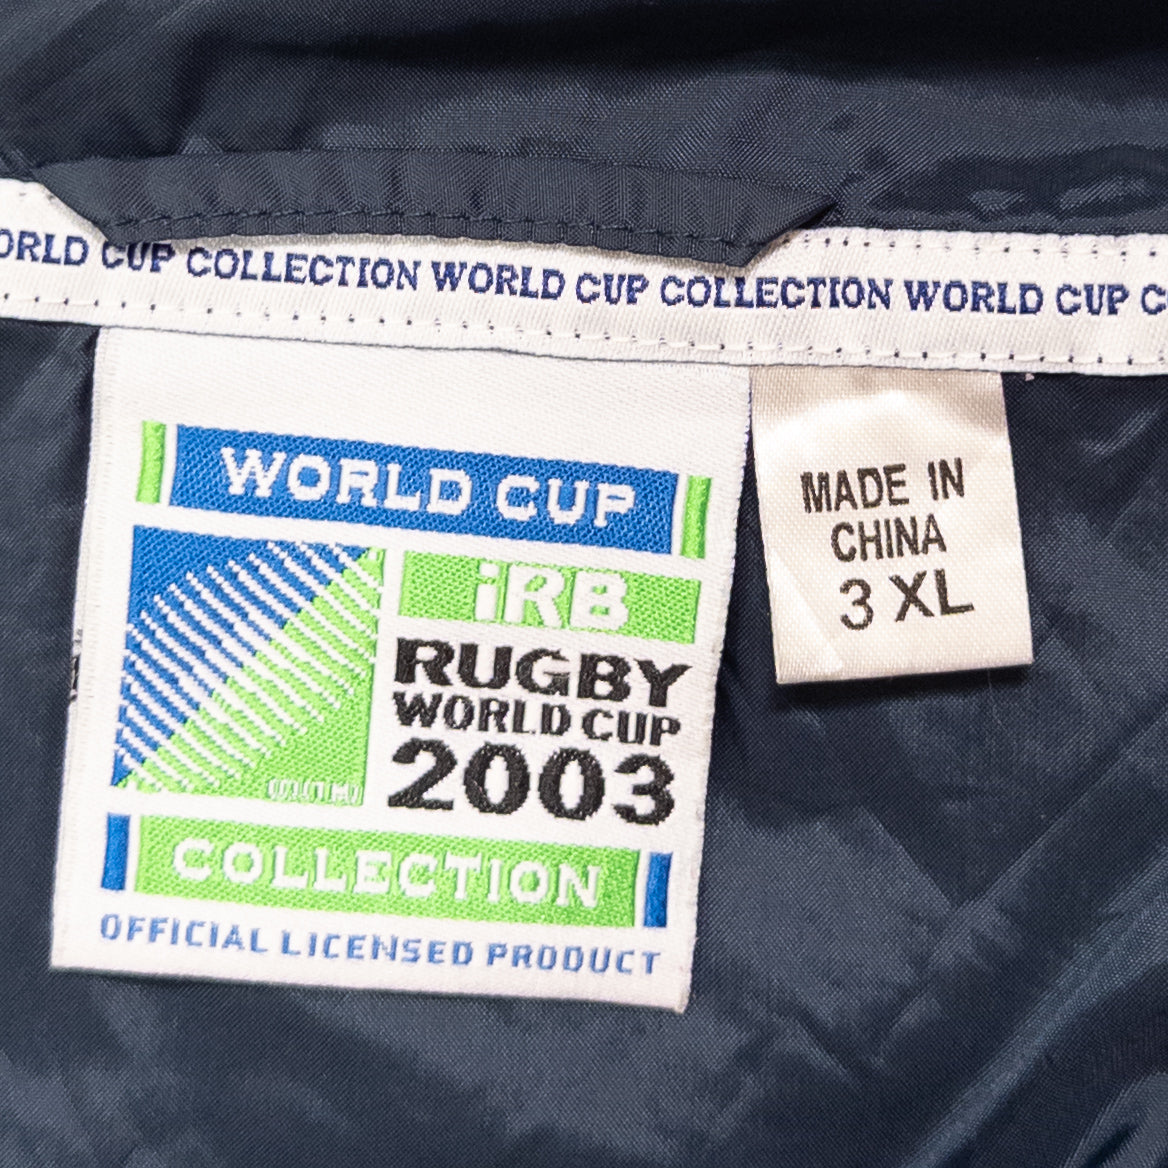 ORLD CUP COLLECTION WORLD CUP COLLECTION WORLD CUP C
WORLD CUP
iRB
RUGBY
WORLD CUP
2003
COLLECTION
OFFICIAL LICENSED PRODUCT
MADE IN
CHINA
3 XL